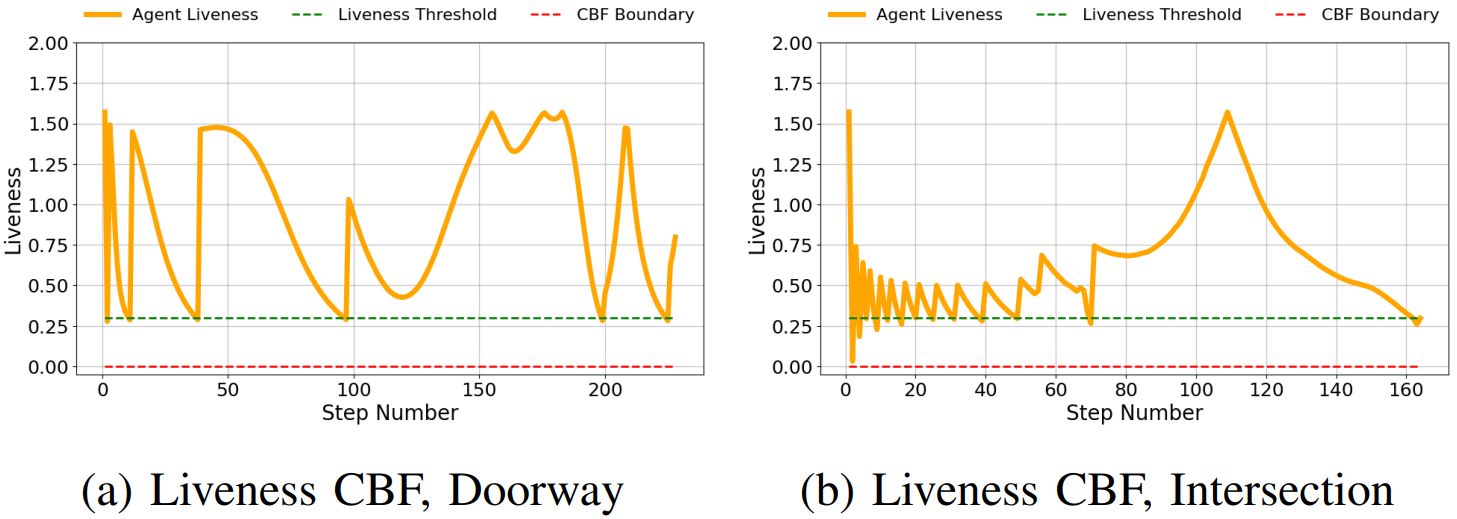 Agent Liveness Liveness Threshold CBF Boundary
2.00
1.75
1.50
1.25
1.00
0.75
0.50
0.25
0.00
Liveness
0 50 100 150 200
Step Number
(a) Liveness CBF, Doorway
Agent Liveness Liveness Threshold CBF Boundary
2.00
1.75
1.50
1.25
1.00
0.75
0.50
0.25
0.00
Liveness
0 20 40 60 80 100 120 140 160
Step Number
(b) Liveness CBF, Intersection